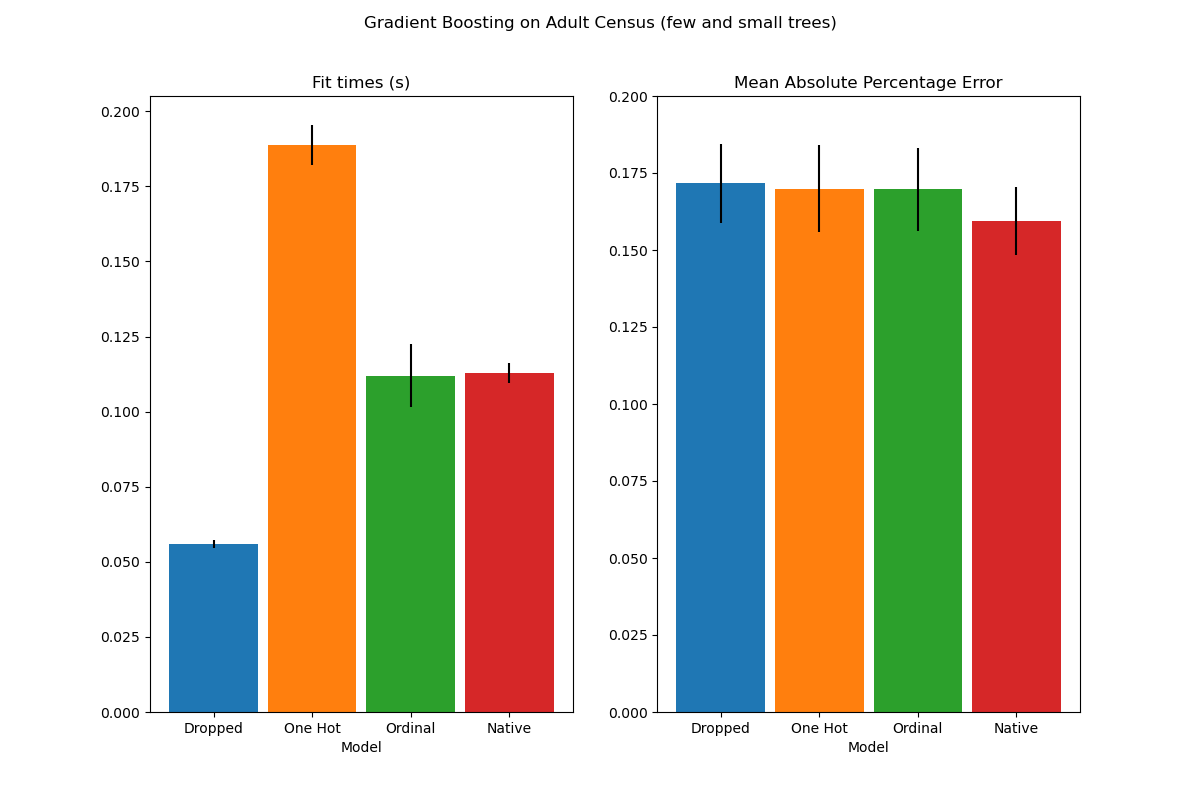 Gradient Boosting on Adult Census (few and small trees)
Fit times (s)
0.200
0.175
0.150
0.125
0.100
0.075
0.050
0.025
0.000
Dropped One Hot Ordinal Native
Model
Mean Absolute Percentage Error
0.200
0.175
0.150
0.125
0.100
0.075
0.050
0.025
0.000
Dropped One Hot Ordinal Native
Model